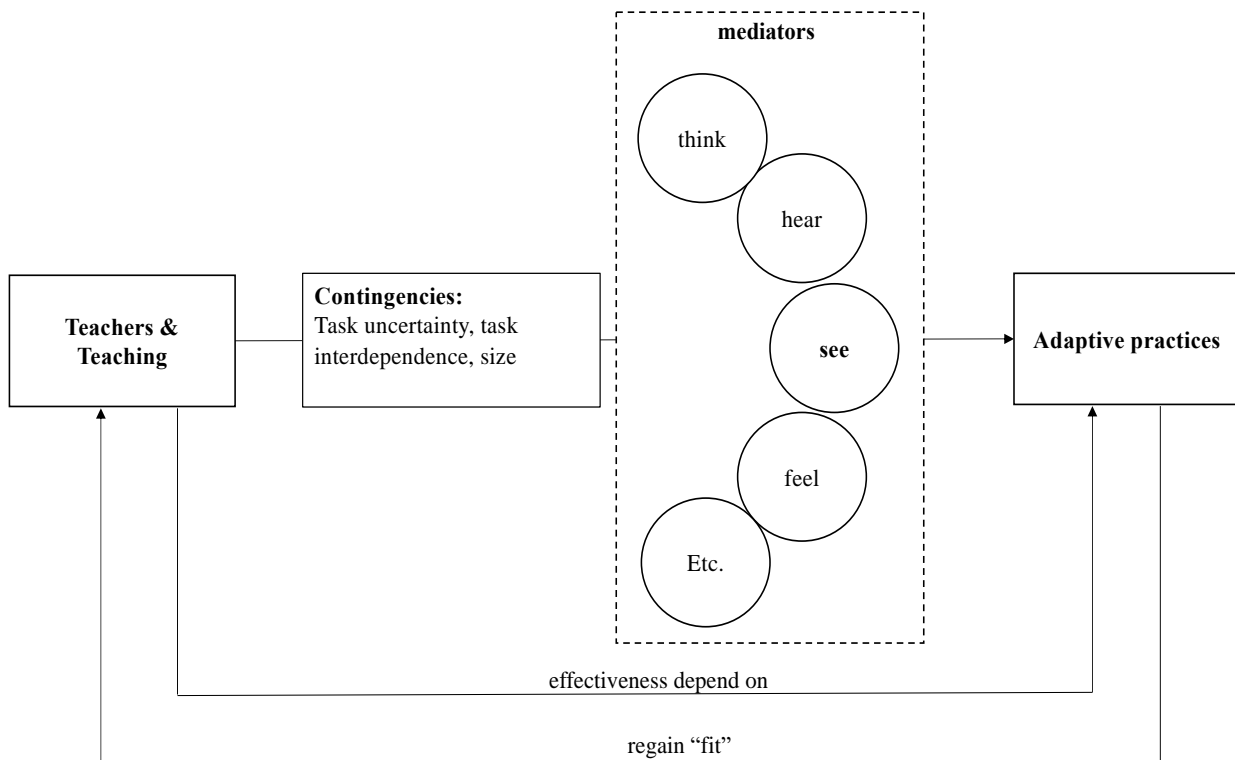 mediators
think
hear
Teachers &
Teaching
Contingencies:
Task uncertainty, task
interdependence, size
see
Adaptive practices
feel
Etc.
effectiveness depend on
regain “fit”